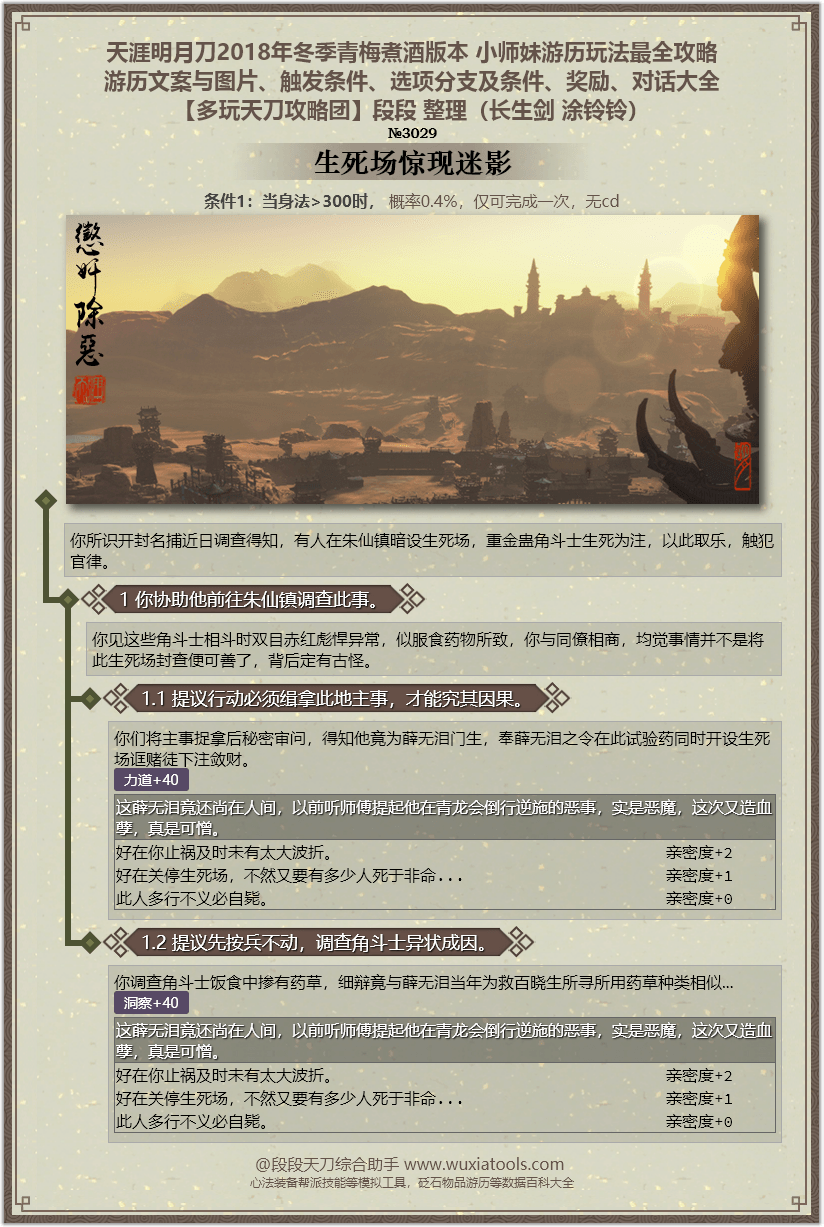 天涯明月刀2018年冬季青梅煮酒版本 小师妹游历玩法最全攻略
游历文案与图片、触发条件、选项分支及条件、奖励、对话大全
【多玩天刀攻略团】段段 整理（长生剑 涂铃铃）
№3029
生死场惊现迷影
条件1：当身法>300时， 概率0.4%，仅可完成一次，无cd
懲奸除惡
你所识开封名捕近日调查得知，有人在朱仙镇暗设生死场，重金蛊角斗士生死为注，以此取乐，触犯
官律。
1 你协助他前往朱仙镇调查此事。
你见这些角斗士相斗时双目赤红彪悍异常，似服食药物所致，你与同僚相商，均觉事情并不是将
此生死场封查便可善了，背后定有古怪。
1.1 提议行动必须缉拿此地主事，才能究其因果。
你们将主事捉拿后秘密审问，得知他竟为薛无泪门生，奉薛无泪之令在此试验药同时开设生死
场诓赌徒下注敛财。
力道+40
这薛无泪竟还尚在人间，以前听师傅提起他在青龙会倒行逆施的恶事，实是恶魔，这次又造血
孽，真是可憎。
好在你止祸及时未有太大波折。 亲密度+2
好在关停生死场，不然又要有多少人死于非命... 亲密度+1
此人多行不义必自毙。 亲密度+0
1.2 提议先按兵不动，调查角斗士异状成因。
你调查角斗士饭食中掺有药草，细辩竟与薛无泪当年为救百晓生所寻所用药草种类相似...
洞察+40
这薛无泪竟还尚在人间，以前听师傅提起他在青龙会倒行逆施的恶事，实是恶魔，这次又造血
孽，真是可憎。
好在你止祸及时未有太大波折。 亲密度+2
好在关停生死场，不然又要有多少人死于非命... 亲密度+1
此人多行不义必自毙。 亲密度+0
@段段天刀综合助手 www.wuxiatools.com
心法装备帮派技能等模拟工具，砭石物品游历等数据百科大全